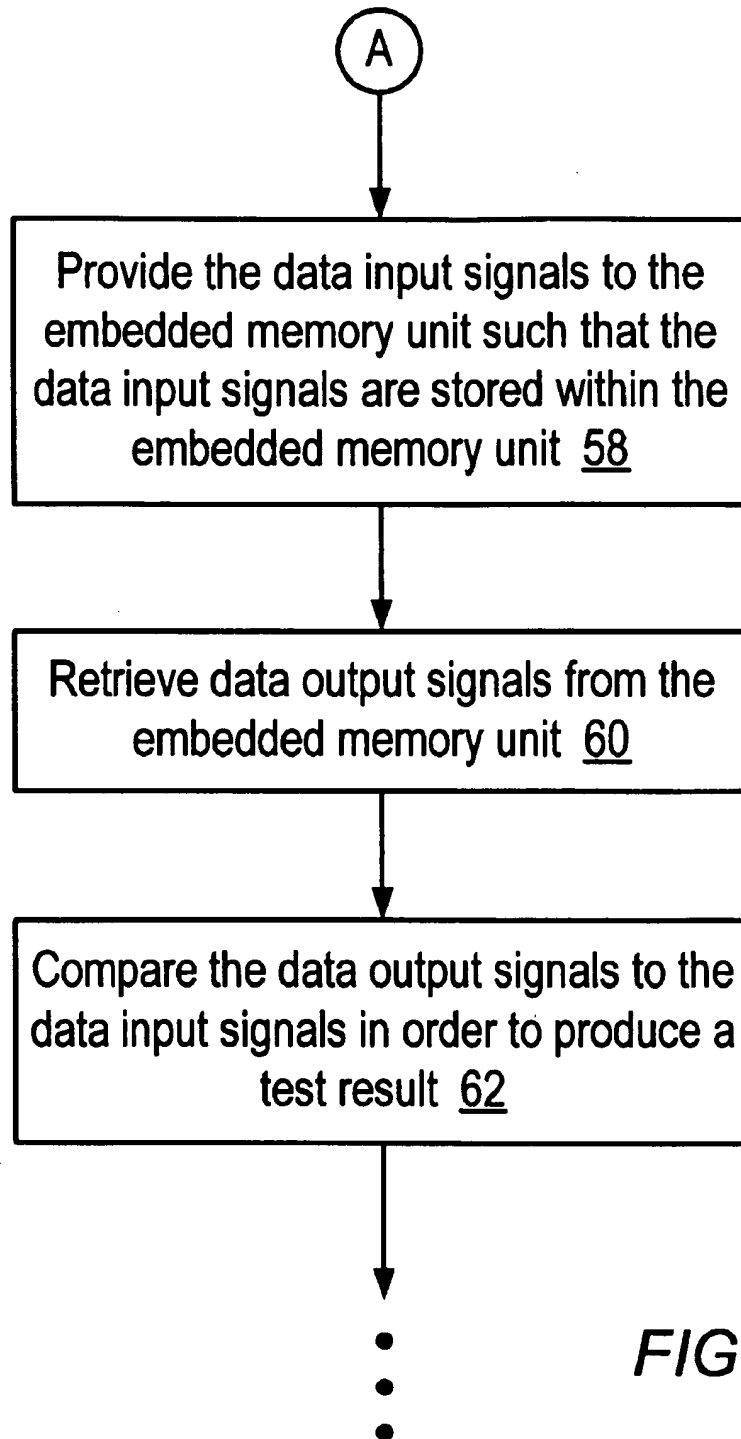 A
Provide the data input signals to the
embedded memory unit such that the
data input signals are stored within the
embedded memory unit 58
Retrieve data output signals from the
embedded memory unit 60
Compare the data output signals to the
data input signals in order to produce a
test result 62
FIG